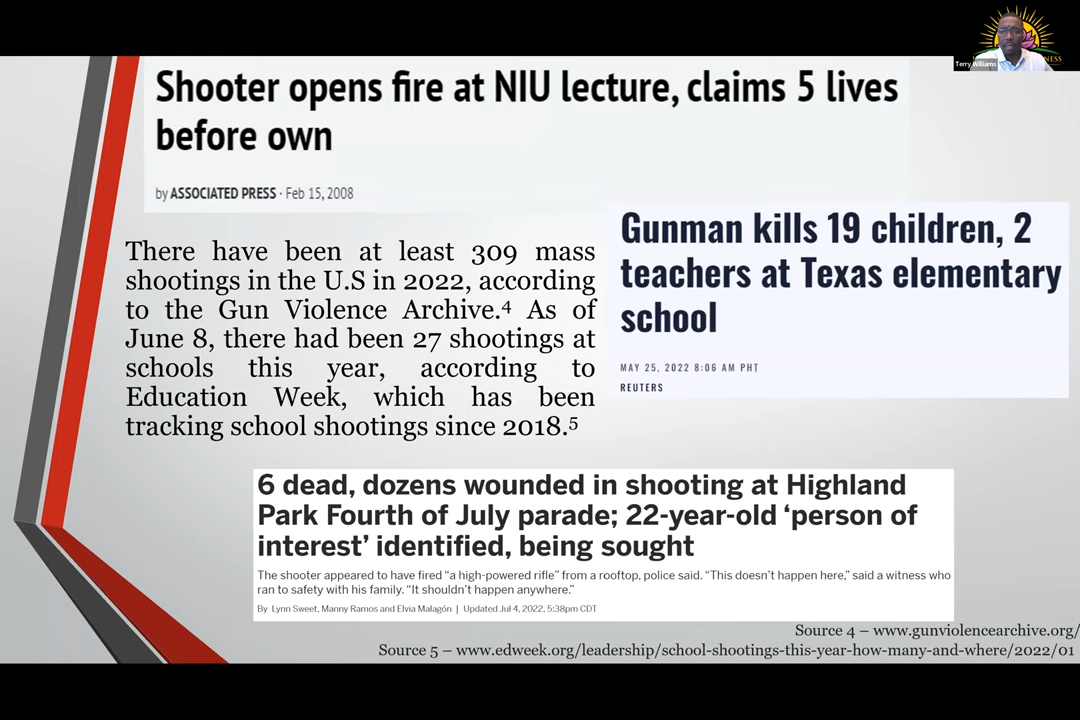 Terry Williams
NESS
Shooter opens fire at NIU lecture, claims 5 lives
before own
by ASSOCIATED PRESS · Feb 15, 2008
There have been at least 309 mass
shootings in the U.S in 2022, according
to the Gun Violence Archive.⁴ As of
June 8, there had been 27 shootings at
schools this year, according to
Education Week, which has been
tracking school shootings since 2018.⁵
Gunman kills 19 children, 2
teachers at Texas elementary
school
MAY 25, 2022 8:06 AM PHT
REUTERS
6 dead, dozens wounded in shooting at Highland
Park Fourth of July parade; 22-year-old ‘person of
interest’ identified, being sought
The shooter appeared to have fired “a high-powered rifle” from a rooftop, police said. “This doesn’t happen here,” said a witness who
ran to safety with his family. “It shouldn’t happen anywhere.”
By Lynn Sweet, Manny Ramos and Elvia Malagón | Updated Jul 4, 2022, 5:38pm CDT
Source 4 – www.gunviolencearchive.org/
Source 5 – www.edweek.org/leadership/school-shootings-this-year-how-many-and-where/2022/01